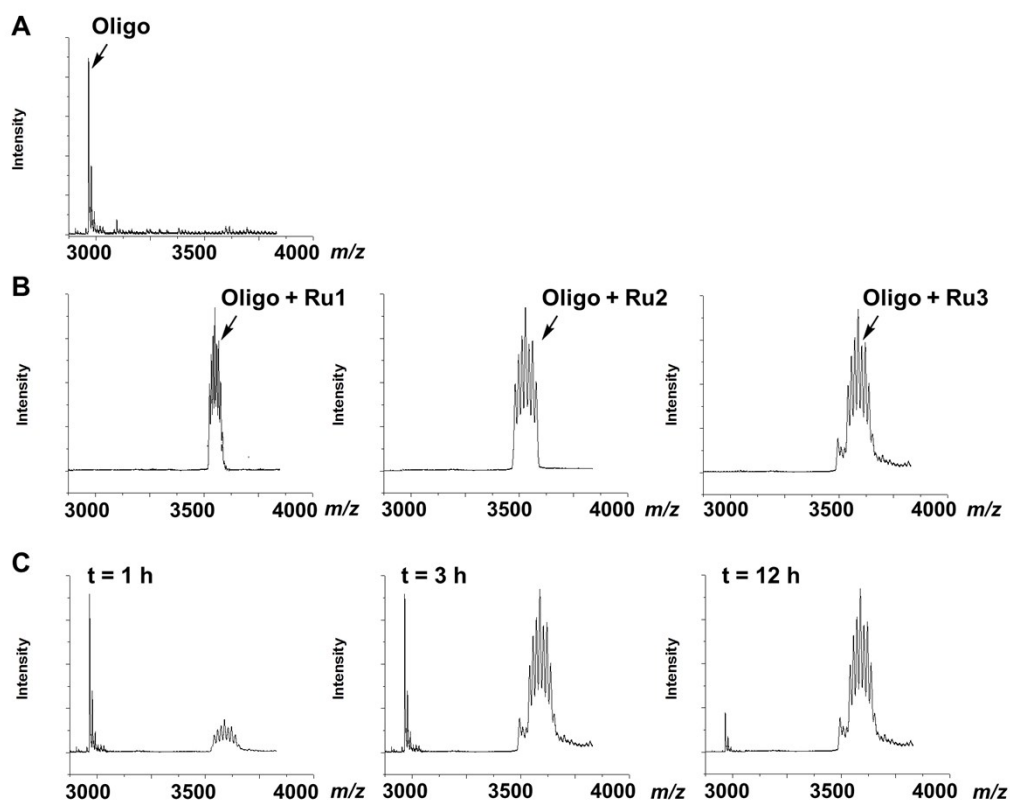 A
Oligo
Intensity
3000 3500 4000 m/z
B
Oligo + Ru1 Oligo + Ru2 Oligo + Ru3
Intensity Intensity Intensity
3000 3500 4000 m/z 3000 3500 4000 m/z 3000 3500 4000 m/z
C
t = 1 h t = 3 h t = 12 h
Intensity Intensity Intensity
3000 3500 4000 m/z 3000 3500 4000 m/z 3000 3500 4000 m/z